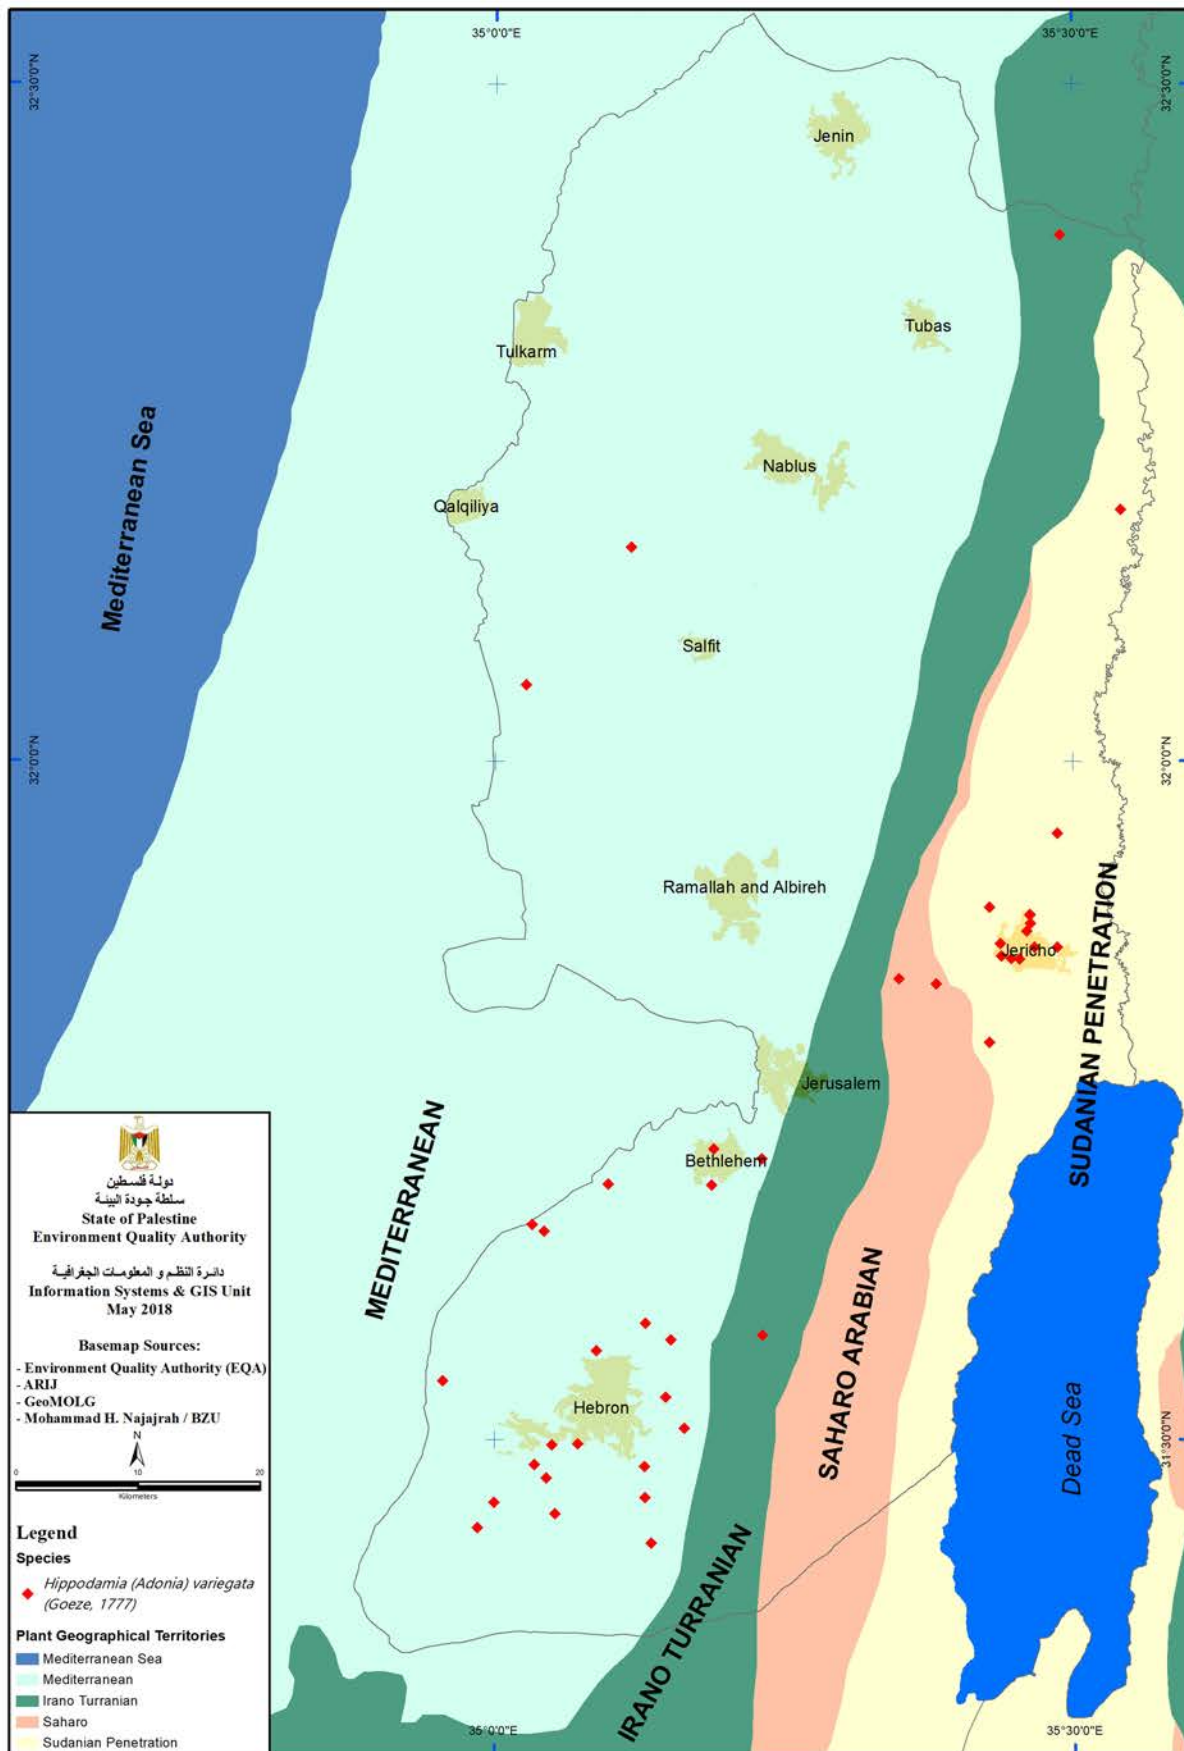 35°0'0"E
35°30'0"E
32°30'0"N
32°30'0"N
Jenin
Tubas
Tulkarm
Mediterranean Sea
Nablus
Qalqiliya
Salfit
32°0'0"N
32°0'0"N
Ramallah and Albireh
Jericho
SUDANIAN PENETRATION
Jerusalem
Bethlehem
MEDITERRANEAN
SAHARO ARABIAN
Hebron
Dead Sea
31°30'0"N
IRANO TURRANIAN
35°0'0"E
35°30'0"E
دولة فلسطين
سلطة جودة البيئة
State of Palestine
Environment Quality Authority
دائرة النظم و المعلومات الجغرافية
Information Systems & GIS Unit
May 2018
Basemap Sources:
- Environment Quality Authority (EQA)
- ARIJ
- GeoMOLG
- Mohammad H. Najajrah / BZU
N
0 10 20
Kilometers
Legend
Species
Hippodamia (Adonia) variegata
(Goeze, 1777)
Plant Geographical Territories
Mediterranean Sea
Mediterranean
Irano Turranian
Saharo
Sudanian Penetration